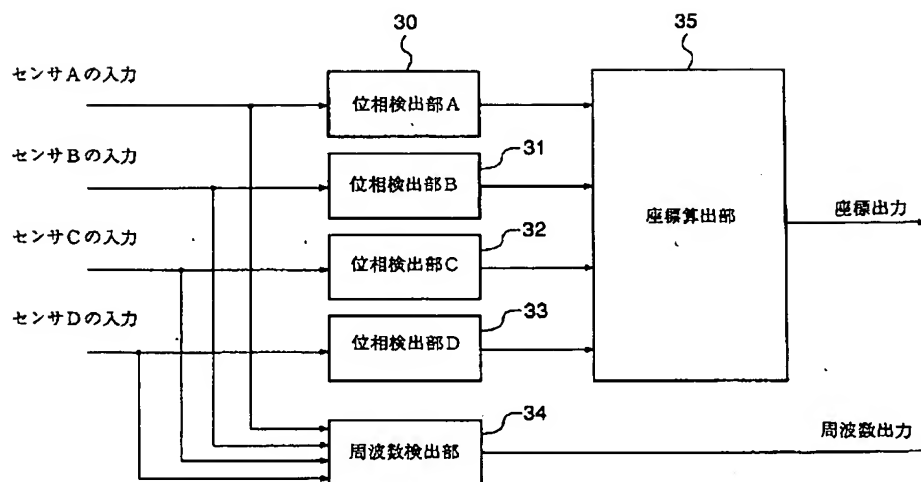 30
35
センサAの入力
位相検出部A
センサBの入力
31
位相検出部B
座標算出部
座標出力
センサCの入力
32
位相検出部C
センサDの入力
33
位相検出部D
34
周波数検出部
周波数出力